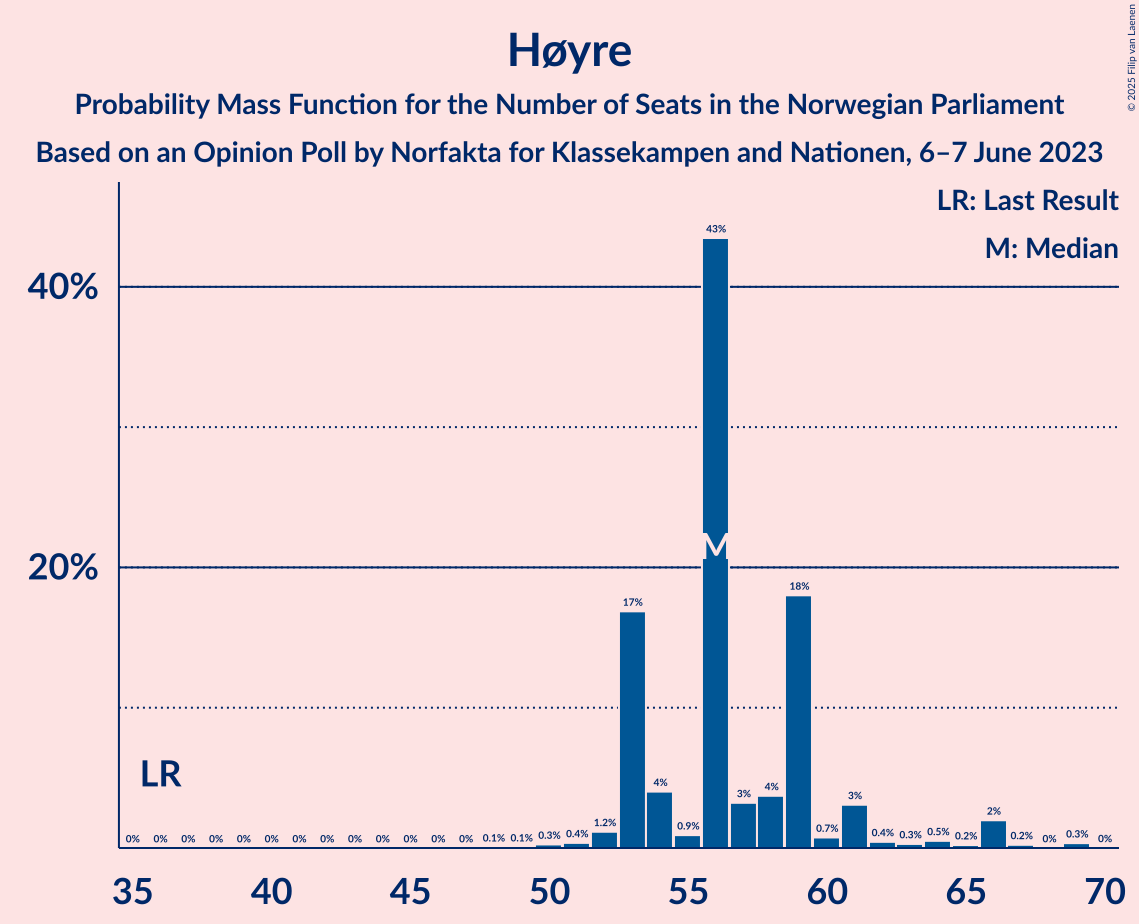 Høyre
Probability Mass Function for the Number of Seats in the Norwegian Parliament
Based on an Opinion Poll by Norfakta for Klassekampen and Nationen, 6–7 June 2023
© 2025 Filip van Laenen
LR: Last Result
M: Median
43%
40%
M
20%
18%
17%
LR
4%
3%
4%
3%
2%
0% 0% 0% 0% 0% 0% 0% 0% 0% 0% 0% 0% 0% 0.1% 0.1% 0.3% 0.4% 1.2% 0.9% 0.7% 0.4% 0.3% 0.5% 0.2% 0.2% 0% 0.3% 0%
35 40 45 50 55 60 65 70